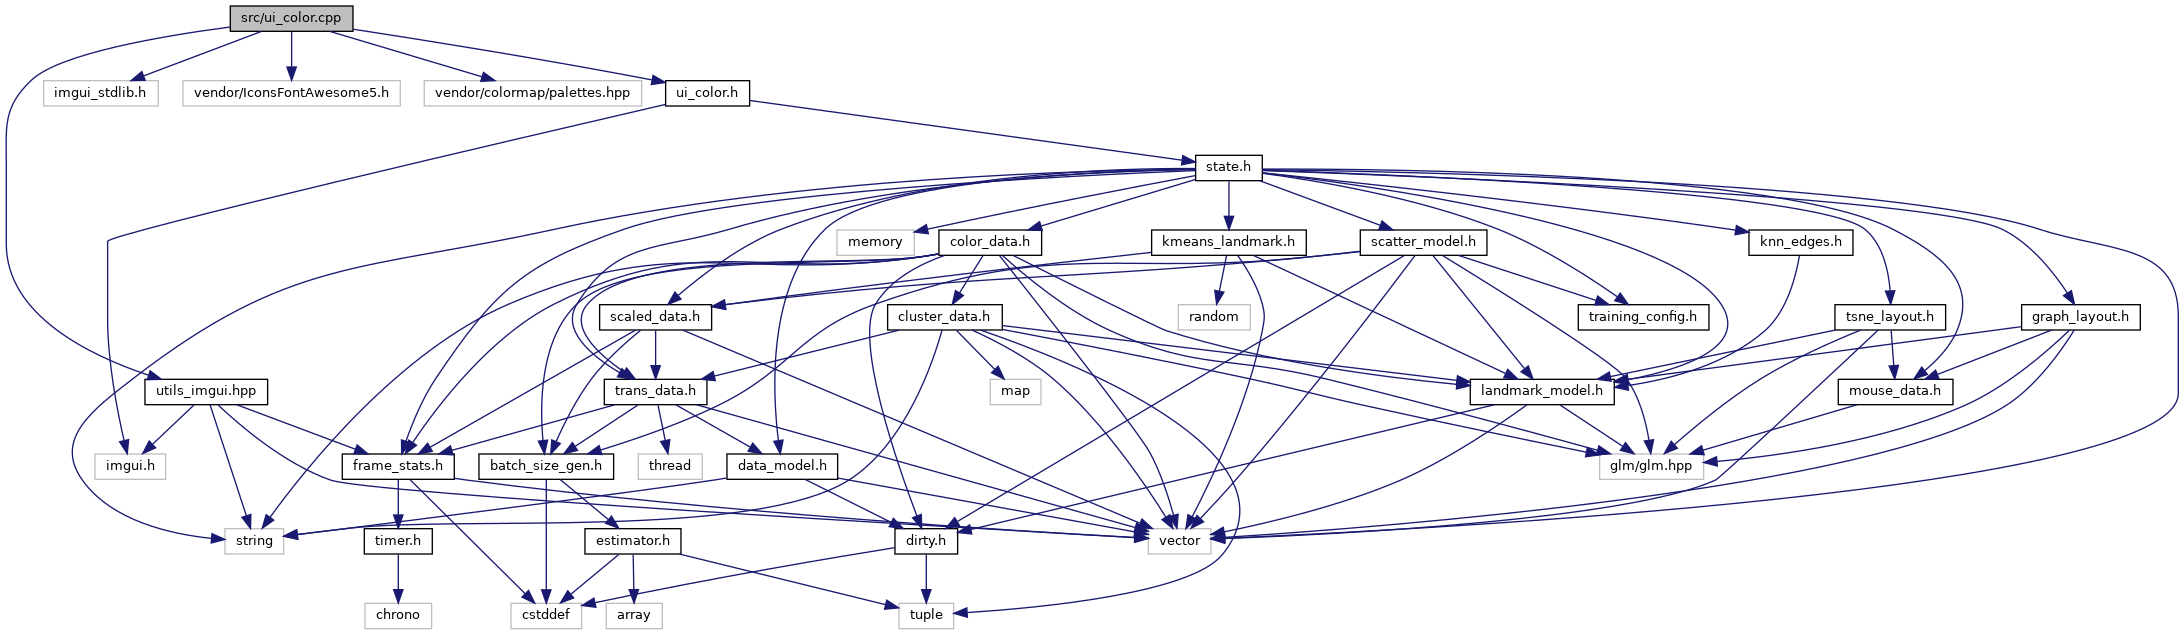 src/ui_color.cpp
imgui_stdlib.h
vendor/IconsFontAwesome5.h
vendor/colormap/palettes.hpp
ui_color.h
state.h
memory
color_data.h
kmeans_landmark.h
scatter_model.h
knn_edges.h
scaled_data.h
cluster_data.h
random
training_config.h
tsne_layout.h
graph_layout.h
utils_imgui.hpp
trans_data.h
map
landmark_model.h
mouse_data.h
imgui.h
frame_stats.h
batch_size_gen.h
thread
data_model.h
glm/glm.hpp
string
timer.h
estimator.h
dirty.h
vector
chrono
cstddef
array
tuple